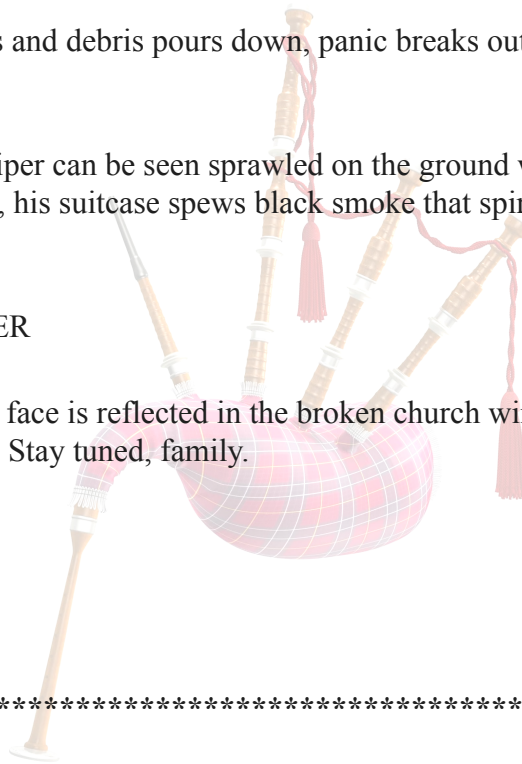 s and debris pours down, panic breaks out
iper can be seen sprawled on the ground
, his suitcase spews black smoke that spi
ER
face is reflected in the broken church wi
Stay tuned, family.
**********************************